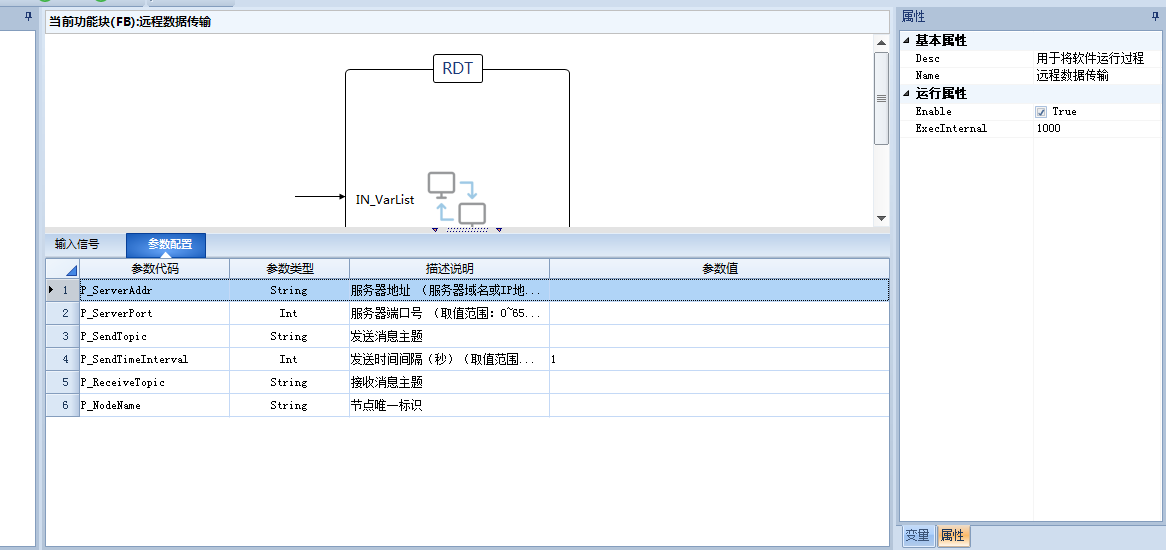 当前功能块(FB):远程数据传输
RDT
IN_VarList
输入信号 参数配置
参数代码 参数类型 描述说明 参数值
1 P_ServerAddr String 服务器地址 （服务器域名或IP地...
2 P_ServerPort Int 服务器端口号 （取值范围: 0~65...
3 P_SendTopic String 发送消息主题
4 P_SendTimeInterval Int 发送时间间隔（秒）（取值范围... 1
5 P_ReceiveTopic String 接收消息主题
6 P_NodeName String 节点唯一标识
属性
基本属性
Desc 用于将软件运行过程
Name 远程数据传输
运行属性
Enable True
ExecInternal 1000
变量 属性